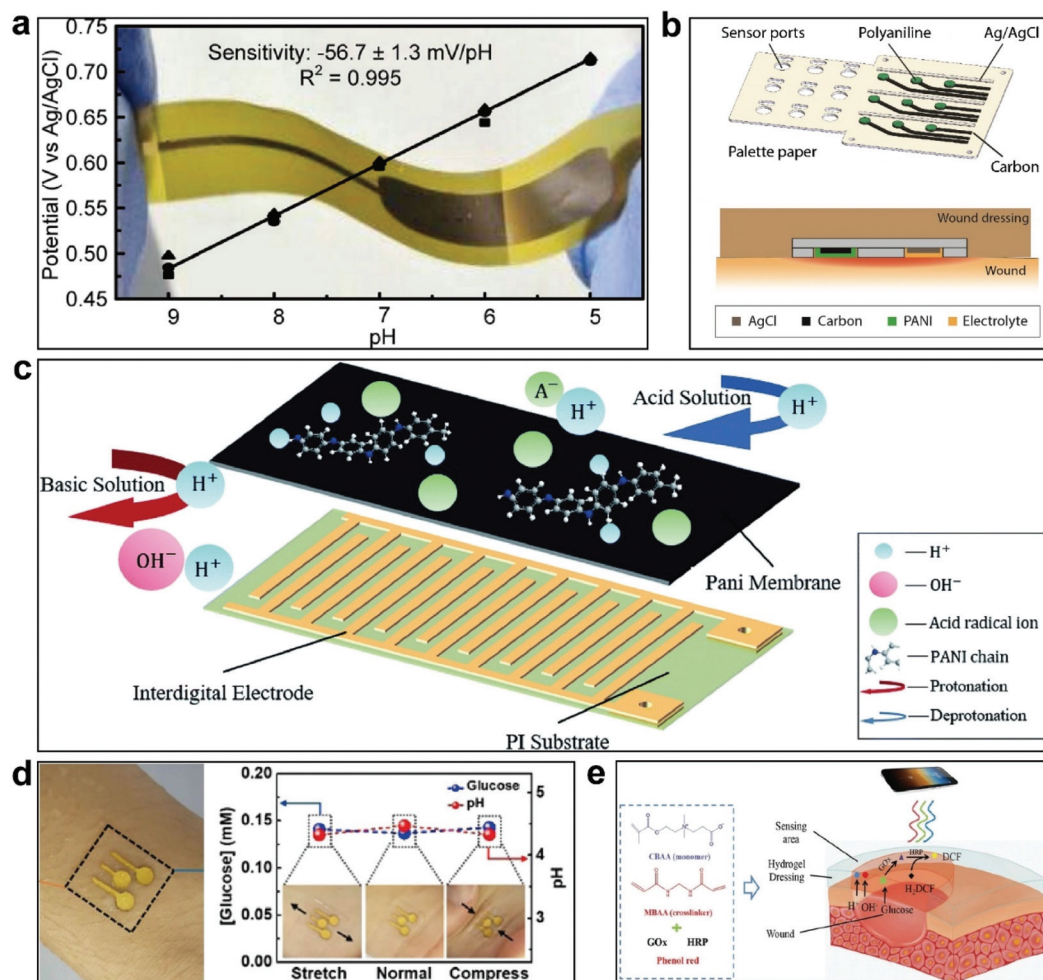 a
Sensitivity: -56.7 ± 1.3 mV/pH
R² = 0.995
Potential (V vs Ag/AgCl)
0.75
0.70
0.65
0.60
0.55
0.50
0.45
9 8 7 6 5
pH
b
Sensor ports
Polyaniline
Ag/AgCl
Palette paper
Carbon
Wound dressing
Wound
AgCl Carbon PANI Electrolyte
c
A⁻
H⁺
Acid Solution
H⁺
Basic Solution
H⁺
OH⁻
H⁺
Pani Membrane
Interdigital Electrode
PI Substrate
H⁺
OH⁻
Acid radical ion
PANI chain
Protonation
Deprotonation
d
[Glucose] (mM)
0.20
0.15
0.10
0.05
0.00
Glucose
pH
5
4
3
pH
Stretch Normal Compress
e
CBAA (monomer)
MBAA (crosslinker)
+
GOx HRP
Phenol red
Sensing
area
Hydrogel
Dressing
Wound
GOx
HRP
DCF
H₂DCF
H⁺ OH⁻
Glucose